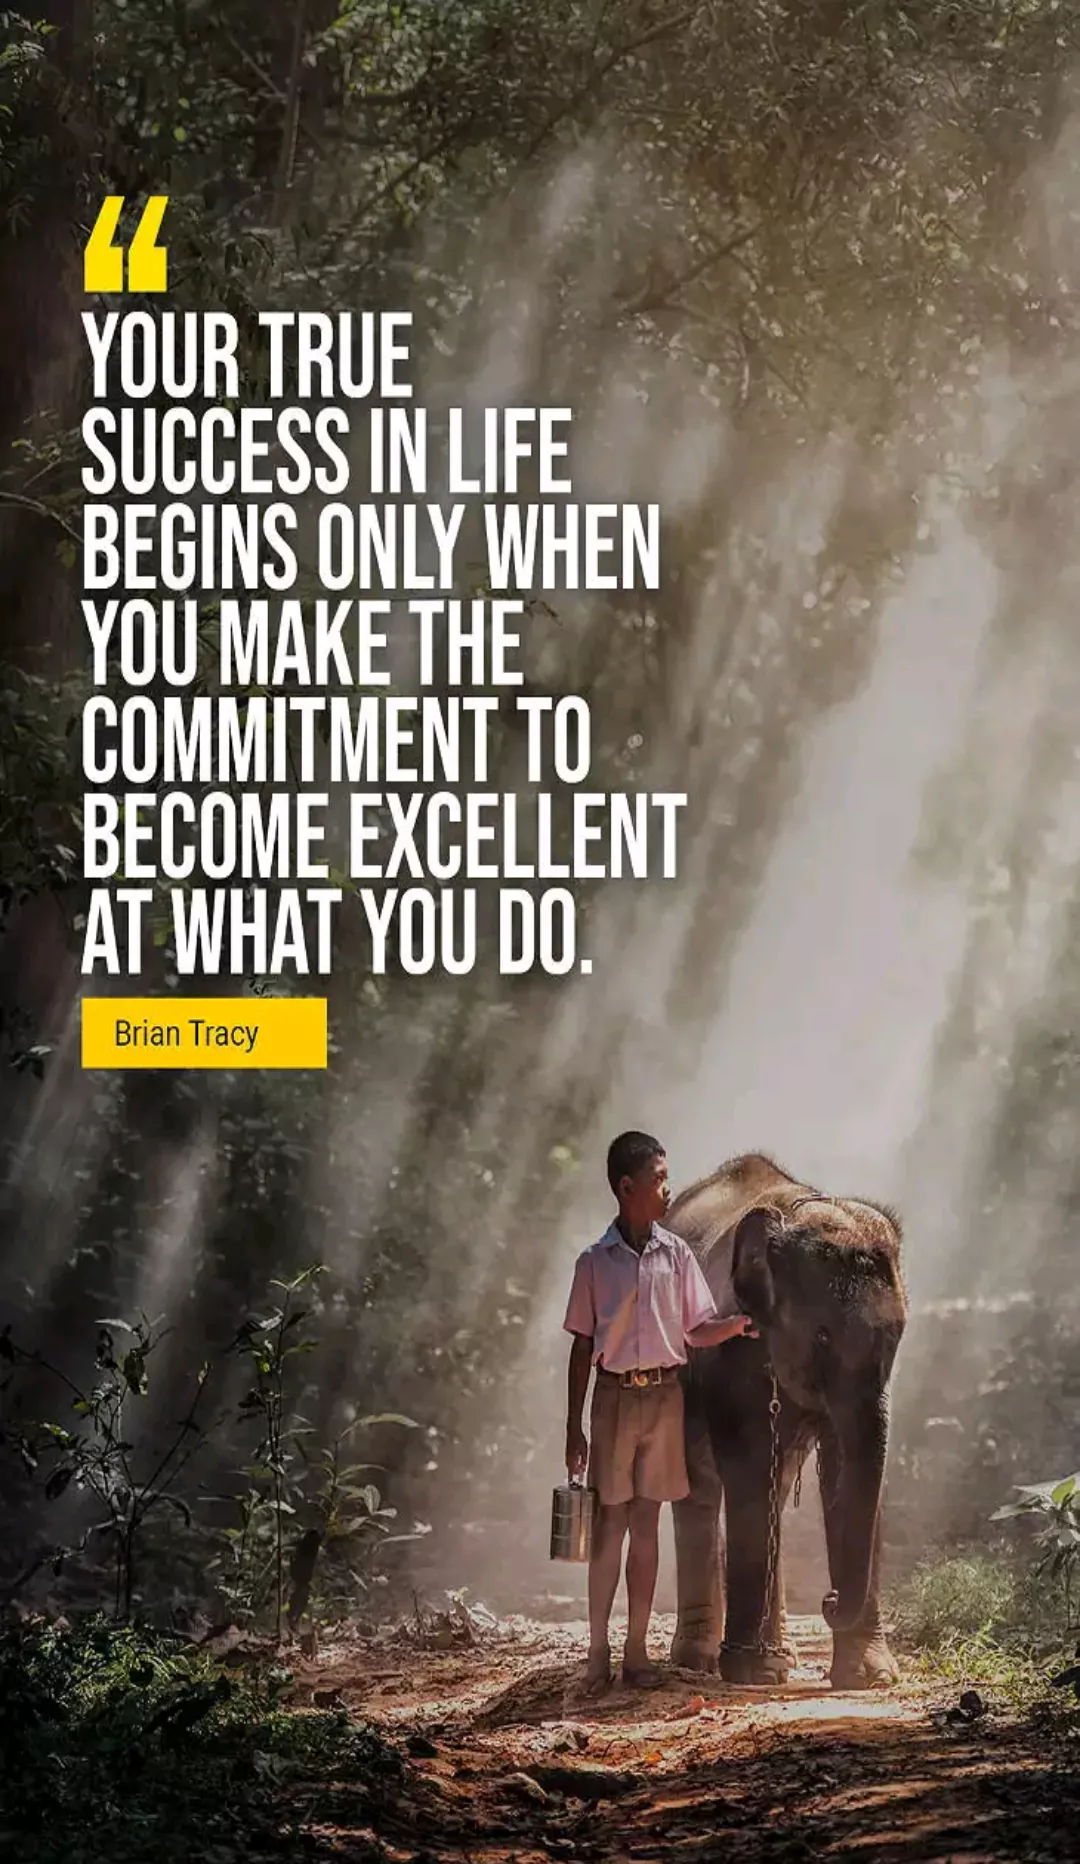 “
YOUR TRUE
SUCCESS IN LIFE
BEGINS ONLY WHEN
YOU MAKE THE
COMMITMENT TO
BECOME EXCELLENT
AT WHAT YOU DO.
Brian Tracy